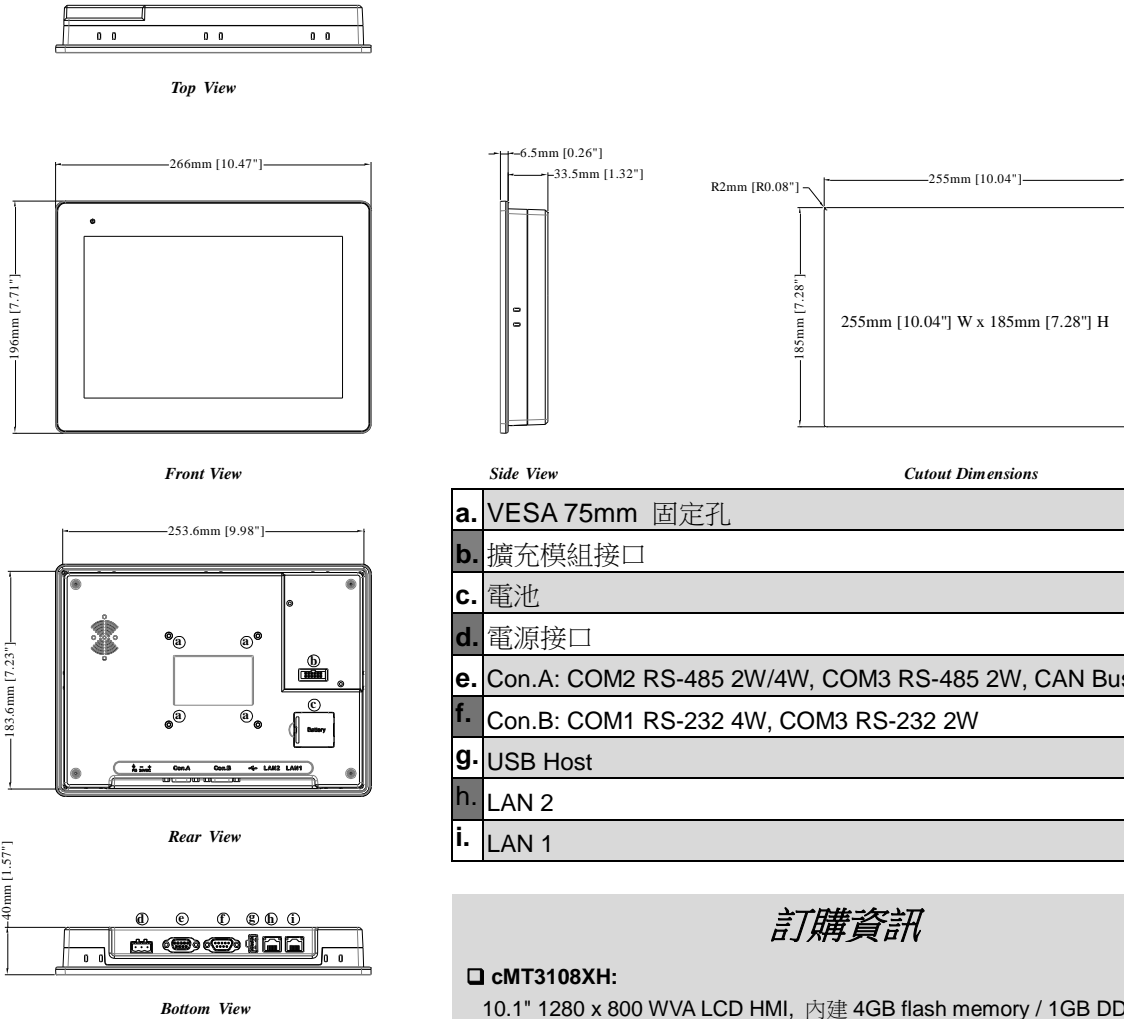 Top View
266mm [10.47"]
196mm [7.71"]
Front View
6.5mm [0.26"]
33.5mm [1.32"]
Side View
R2mm [R0.08"]
255mm [10.04"]
185mm [7.28"]
255mm [10.04"] W x 185mm [7.28"] H
Cutout Dimensions
253.6mm [9.98"]
183.6mm [7.23"]
a a
b
c
a a
Battery
Con.A Con.B LAN2 LAN1
Rear View
40mm [1.57"]
d e f g h i
Bottom View
a. VESA 75mm 固定孔
b. 擴充模組接口
c. 電池
d. 電源接口
e. Con.A: COM2 RS-485 2W/4W, COM3 RS-485 2W, CAN Bus
f. Con.B: COM1 RS-232 4W, COM3 RS-232 2W
g. USB Host
h. LAN 2
i. LAN 1
訂購資訊
❑ cMT3108XH:
10.1" 1280 x 800 WVA LCD HMI, 內建 4GB flash memory / 1GB DD